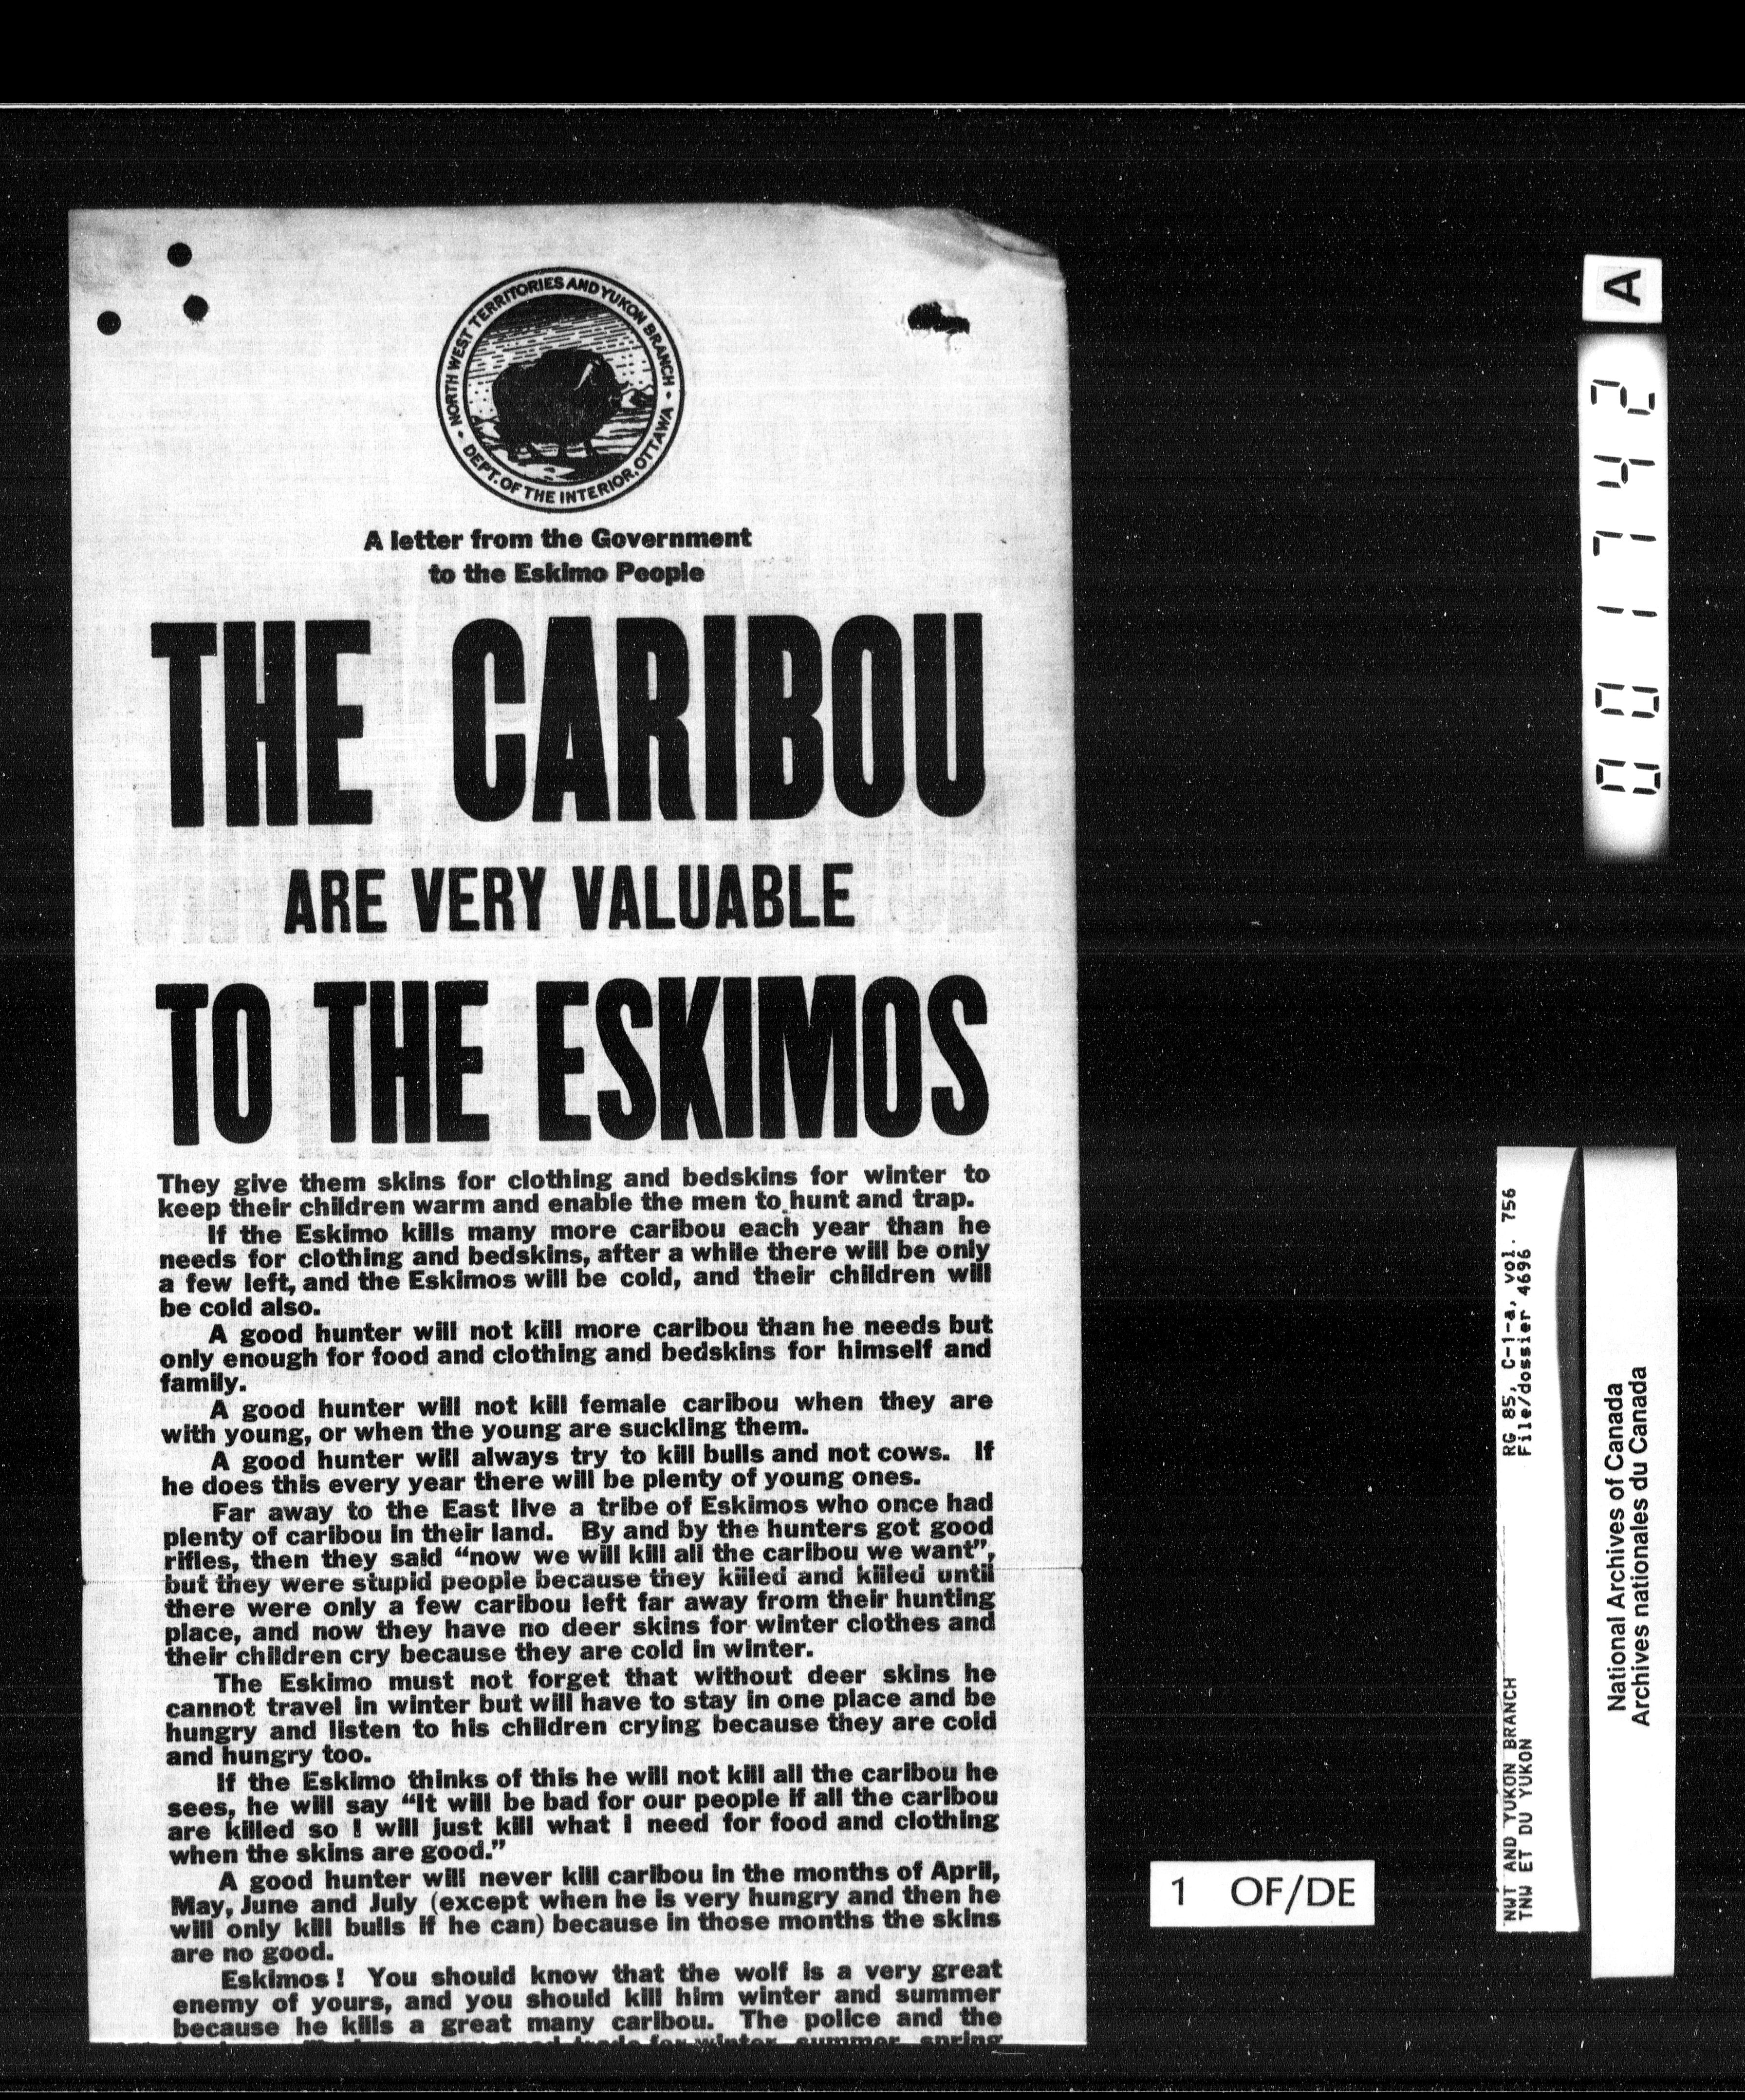 NORTH WEST TERRITORIES AND YUKON BRANCH
DEPT. OF THE INTERIOR, OTTAWA
A letter from the Government
to the Eskimo People
THE CARIBOU
ARE VERY VALUABLE
TO THE ESKIMOS
They give them skins for clothing and bedskins for winter to
keep their children warm and enable the men to hunt and trap.
If the Eskimo kills many more caribou each year than he
needs for clothing and bedskins, after a while there will be only
a few left, and the Eskimos will be cold, and their children will
be cold also.
A good hunter will not kill more caribou than he needs but
only enough for food and clothing and bedskins for himself and
family.
A good hunter will not kill female caribou when they are
with young, or when the young are suckling them.
A good hunter will always try to kill bulls and not cows. If
he does this every year there will be plenty of young ones.
Far away to the East live a tribe of Eskimos who once had
plenty of caribou in their land. By and by the hunters got good
rifles, then they said “now we will kill all the caribou we want”,
but they were stupid people because they killed and killed until
there were only a few caribou left far away from their hunting
place, and now they have no deer skins for winter clothes and
their children cry because they are cold in winter.
The Eskimo must not forget that without deer skins he
cannot travel in winter but will have to stay in one place and be
hungry and listen to his children crying because they are cold
and hungry too.
If the Eskimo thinks of this he will not kill all the caribou he
sees, he will say “It will be bad for our people if all the caribou
are killed so I will just kill what I need for food and clothing
when the skins are good.”
A good hunter will never kill caribou in the months of April,
May, June and July (except when he is very hungry and then he
will only kill bulls if he can) because in those months the skins
are no good.
Eskimos! You should know that the wolf is a very great
enemy of yours, and you should kill him winter and summer
because he kills a great many caribou. The police and the
for winter, summer, spring
A
001742
RG 85, C-1-a, vol. 756
File/dossier 4696
NWT AND YUKON BRANCH
TNW ET DU YUKON
National Archives of Canada
Archives nationales du Canada
1 OF/DE